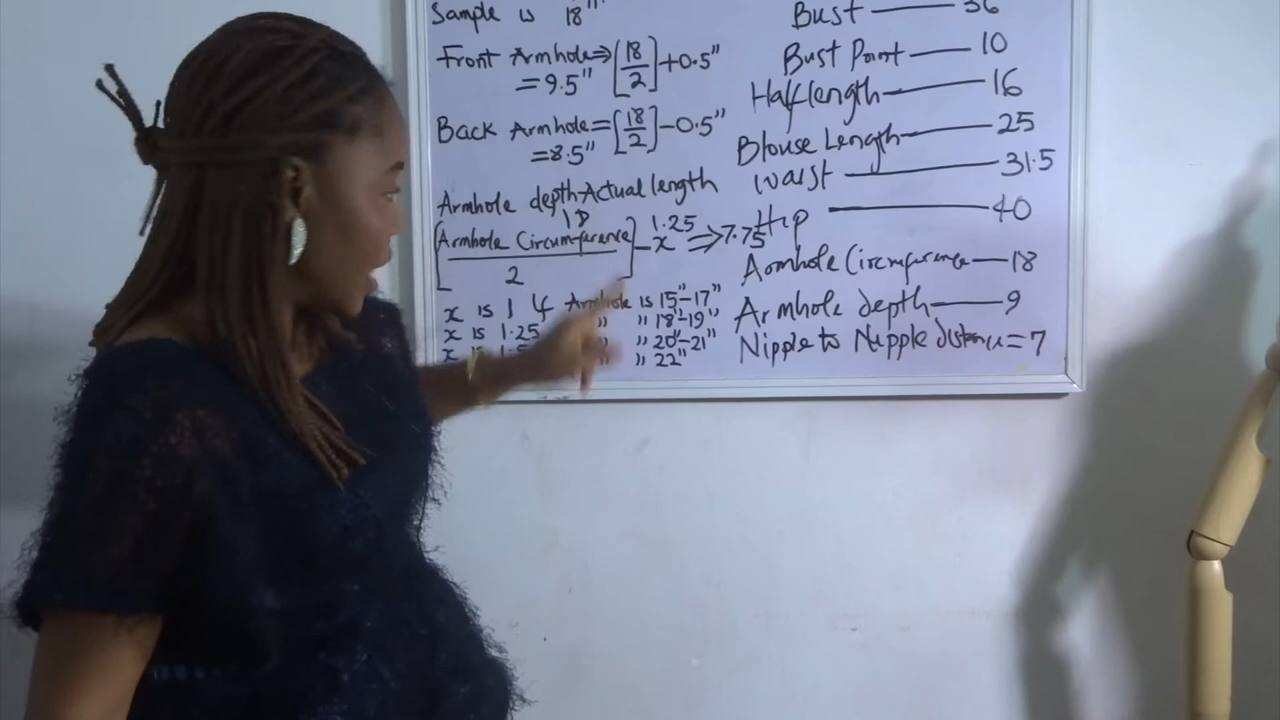 Sample is 18"
Front Armhole⇒[18/2]+0.5"
=9.5"
Back Armhole=[18/2]-0.5"
=8.5"
Armhole depth-Actual length
18
[Armhole Circumference/2]-x 1.25 ⇒7.75
x is 1 if Armhole is 15"-17"
x is 1.25 " " 18"-19"
x is " " 20"-21"
" 22"
Bust — 36
Bust Point — 10
Half length — 16
Blouse Length — 25
Waist — 31.5
Hip — 40
Armhole Circumference — 18
Armhole depth — 9
Nipple to Nipple distance = 7